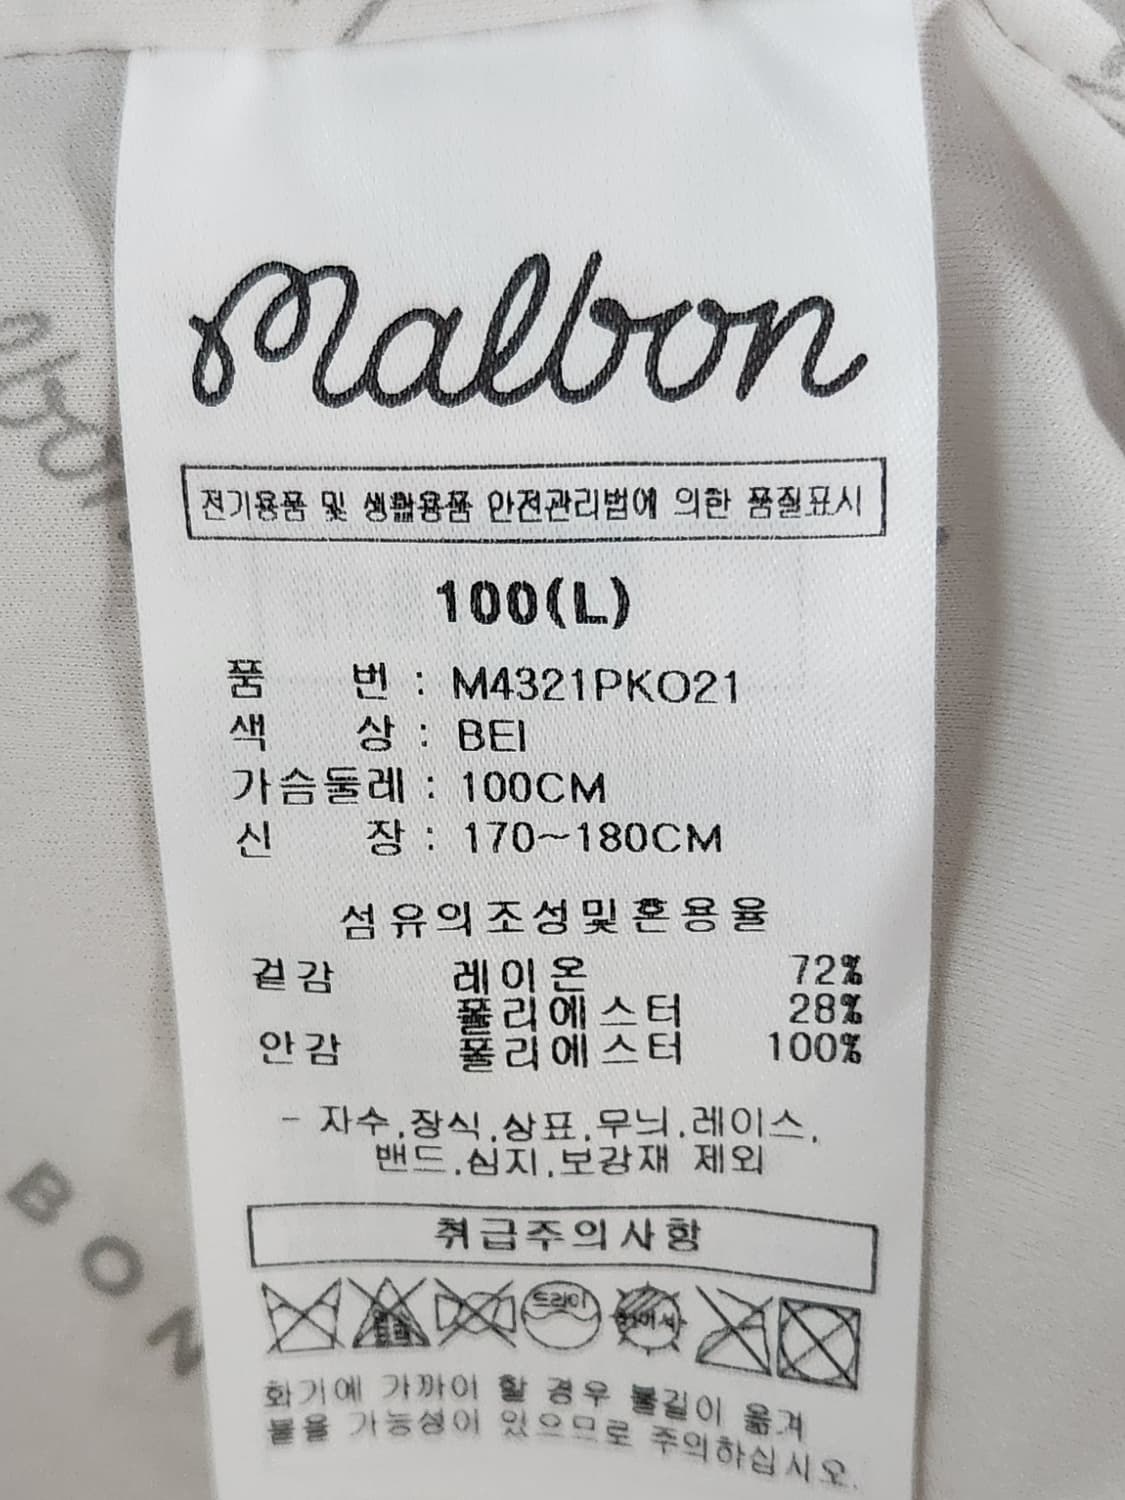 Malbon
전기용품 및 생활용품 안전관리법에 의한 품질표시
100(L)
품 번 : M4321PKO21
색 상 : BEI
가슴둘레 : 100CM
신 장 : 170~180CM
섬유의조성및혼용율
겉감 레이온 72%
폴리에스터 28%
안감 폴리에스터 100%
- 자수,장식,상표,무늬,레이스,
밴드,심지,보강재 제외
취급주의사항
드라이
화기에 가까이 할 경우 불길이 옮겨
붙을 가능성이 있으므로 주의하십시오.
BON